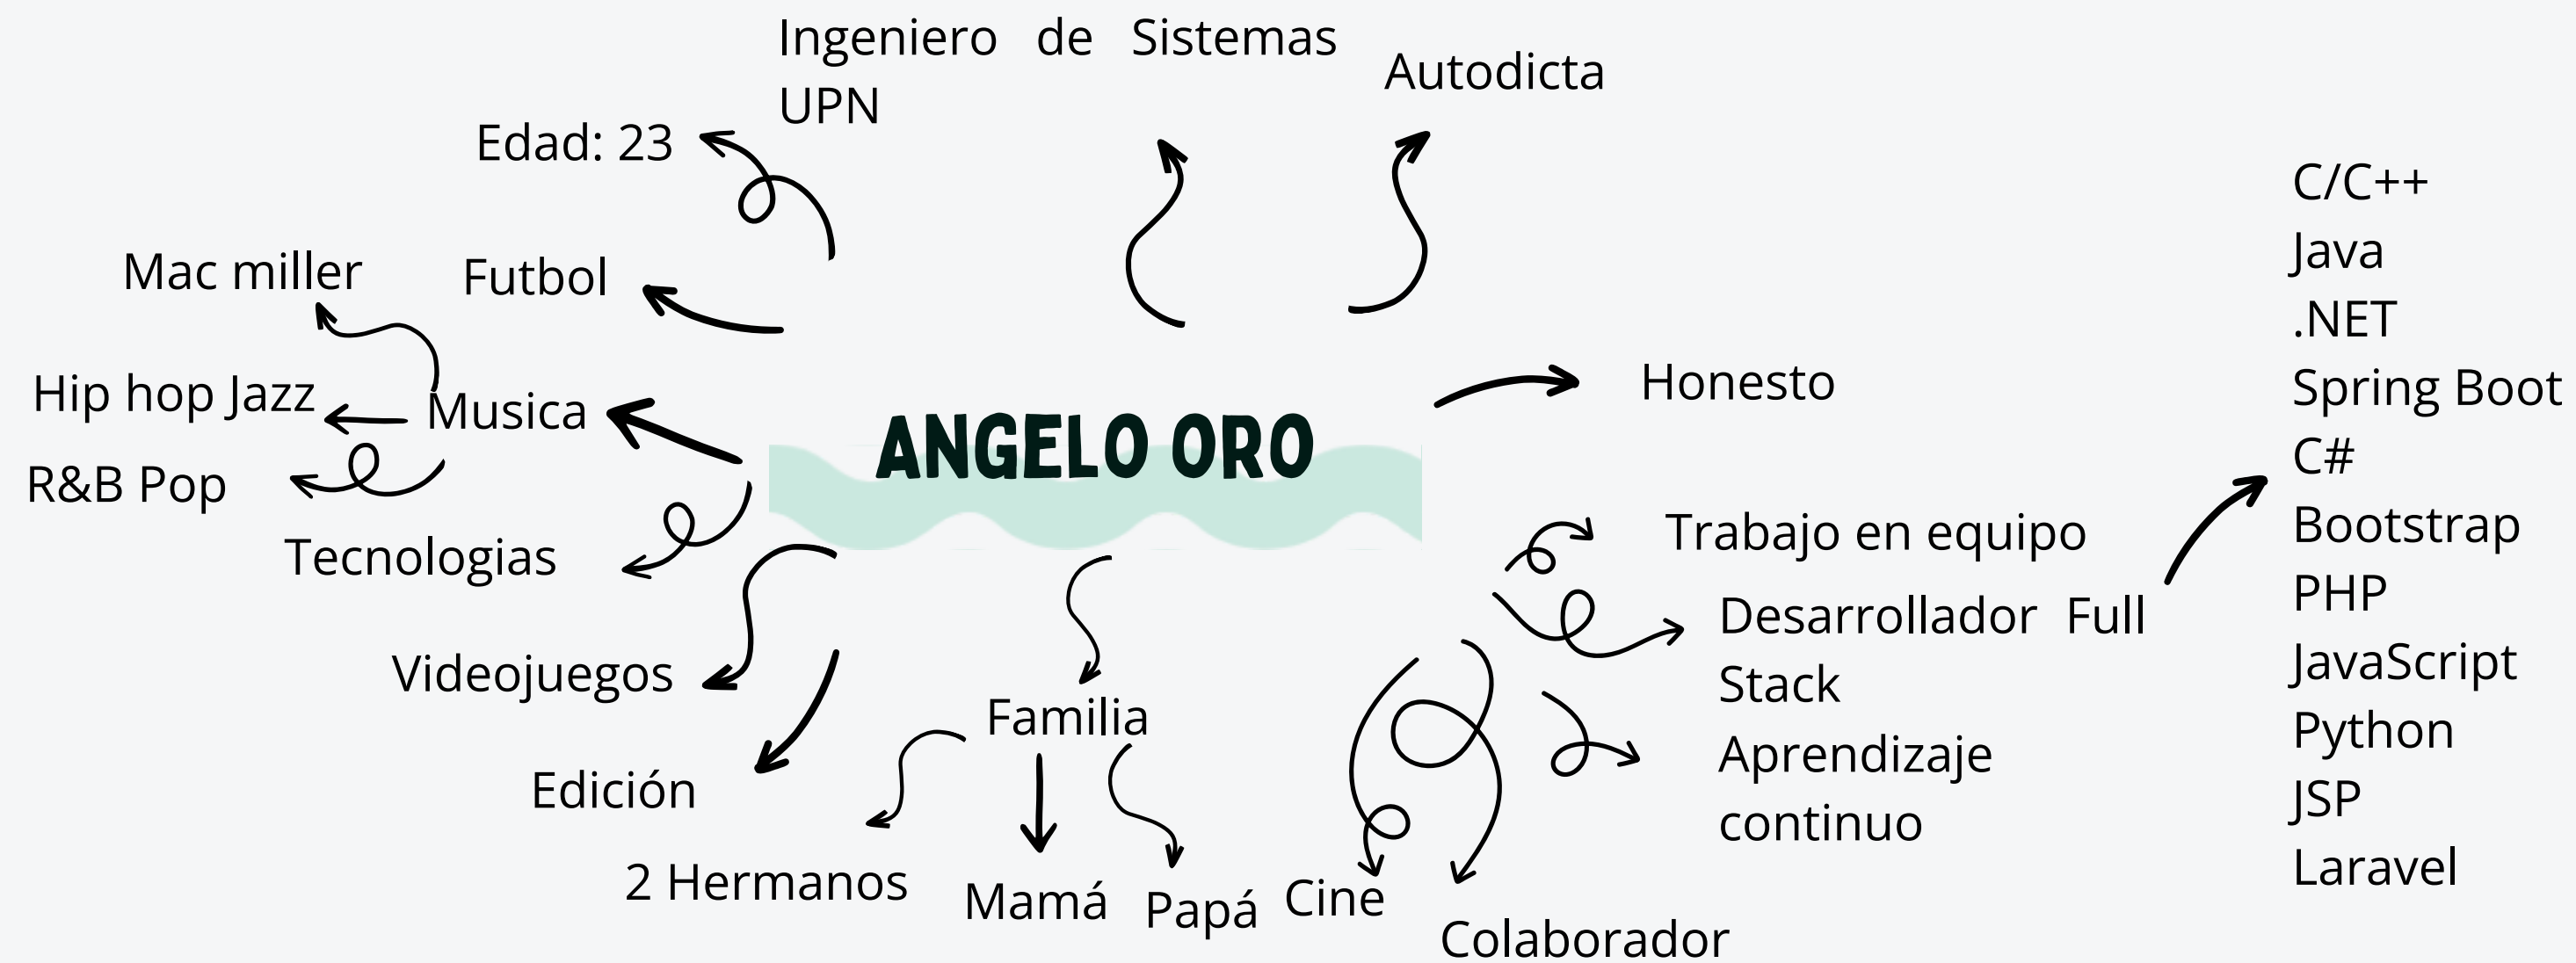 Ingeniero de Sistemas
UPN
Autodicta
Edad: 23
Futbol
Mac miller
Hip hop Jazz
Musica
R&B Pop
Tecnologias
Videojuegos
Edición
ANGELO ORO
Familia
2 Hermanos
Mamá
Papá
Cine
Colaborador
Honesto
Trabajo en equipo
Desarrollador Full
Stack
Aprendizaje
continuo
C/C++
Java
.NET
Spring Boot
C#
Bootstrap
PHP
JavaScript
Python
JSP
Laravel